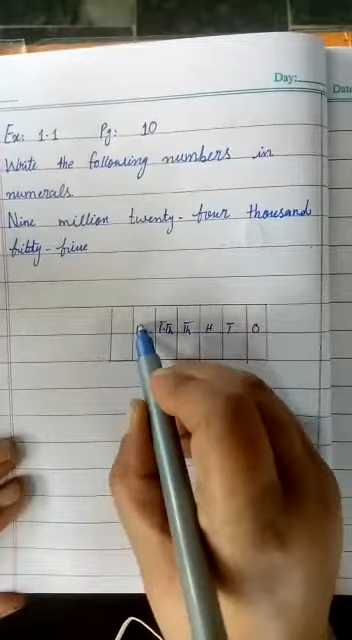 Day:
Date
Ex: 1.1 Pg: 10
Write the following numbers in
numerals.
Nine million twenty-four thousand
fifty-five
T.Th Th H T O